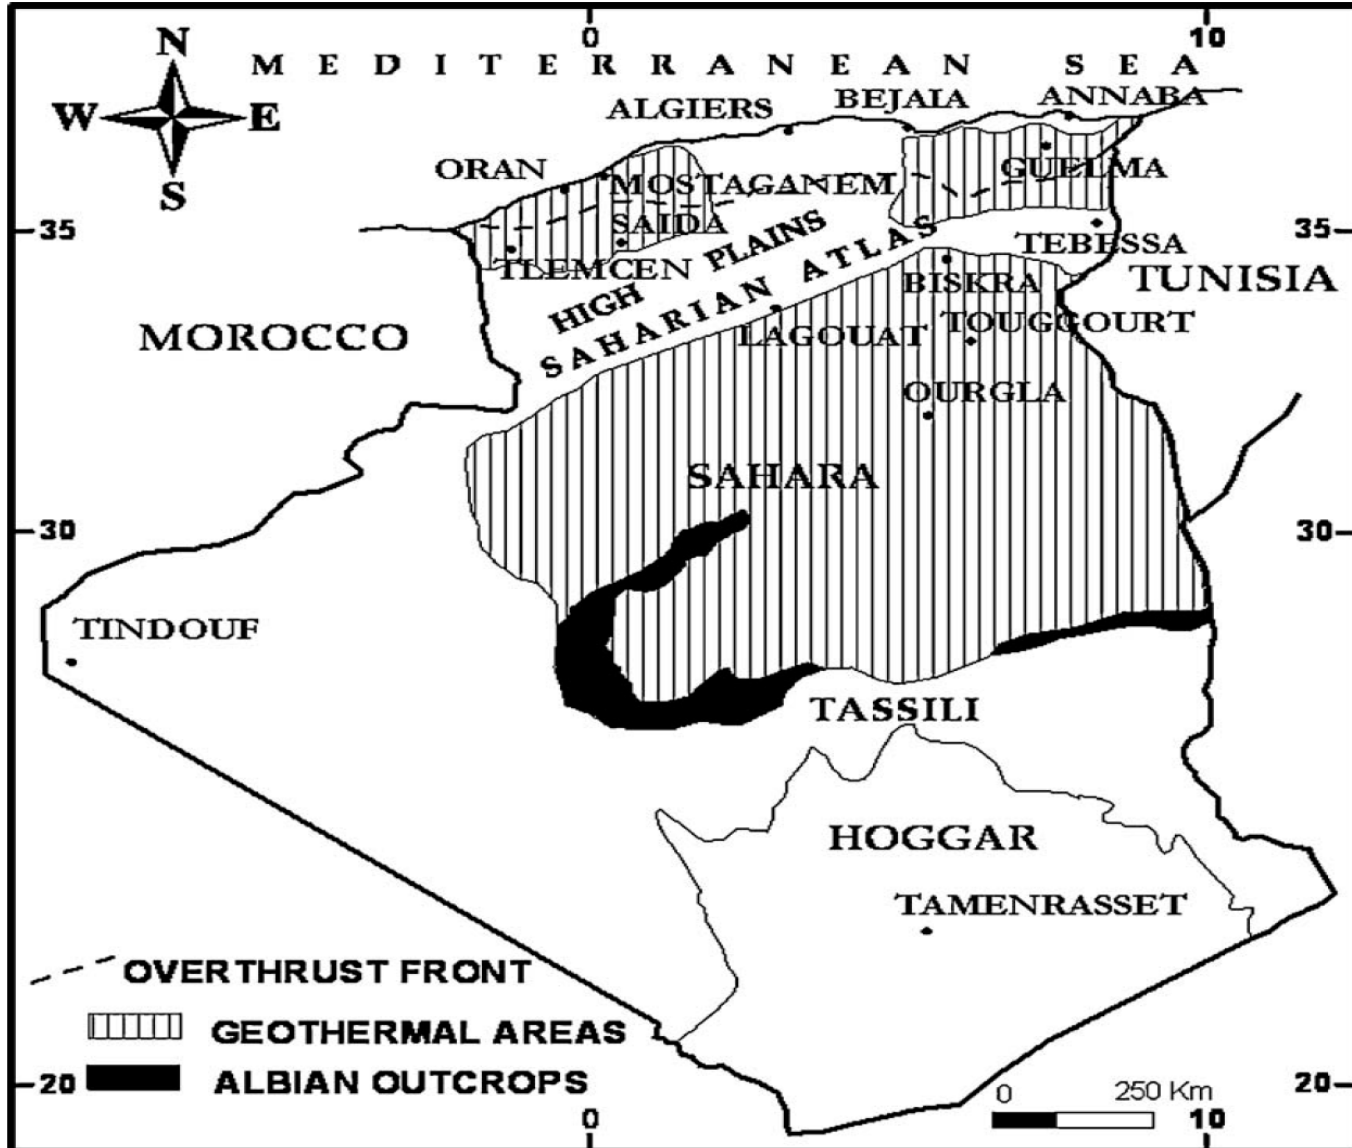 0 10
N
MEDITERRANEAN SEA
W E
S
ALGIERS BEJAIA ANNABA
ORAN MOSTAGANEM GUELMA
35 SAIDA 35
TLEMCEN TEBESSA
HIGH PLAINS
SAHARIAN ATLAS
BISKRA TUNISIA
MOROCCO LAGOUAT TOUGGOURT
OURGLA
SAHARA
30 30
TINDOUF
TASSILI
HOGGAR
TAMENRASSET
OVERTHRUST FRONT
GEOTHERMAL AREAS
20 ALBIAN OUTCROPS 20
0 250 Km
0 10